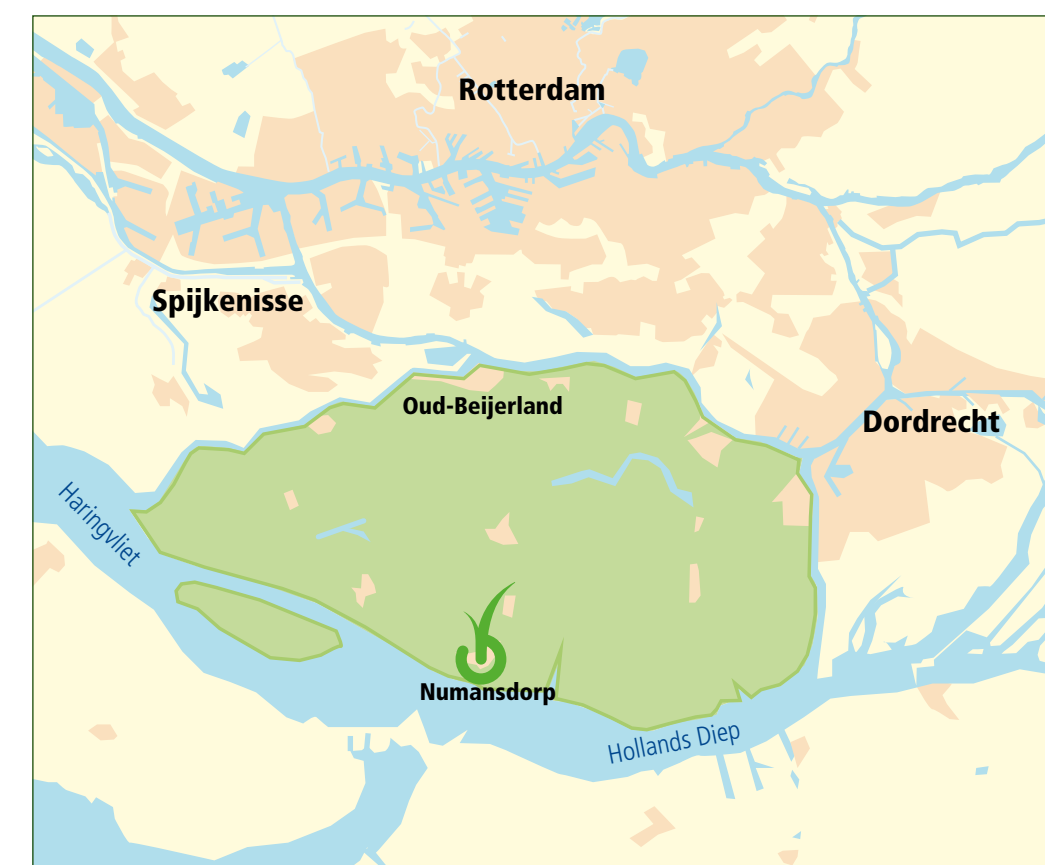 Rotterdam
Spijkenisse
Oud-Beijerland
Dordrecht
Haringvliet
Numansdorp
Hollands Diep